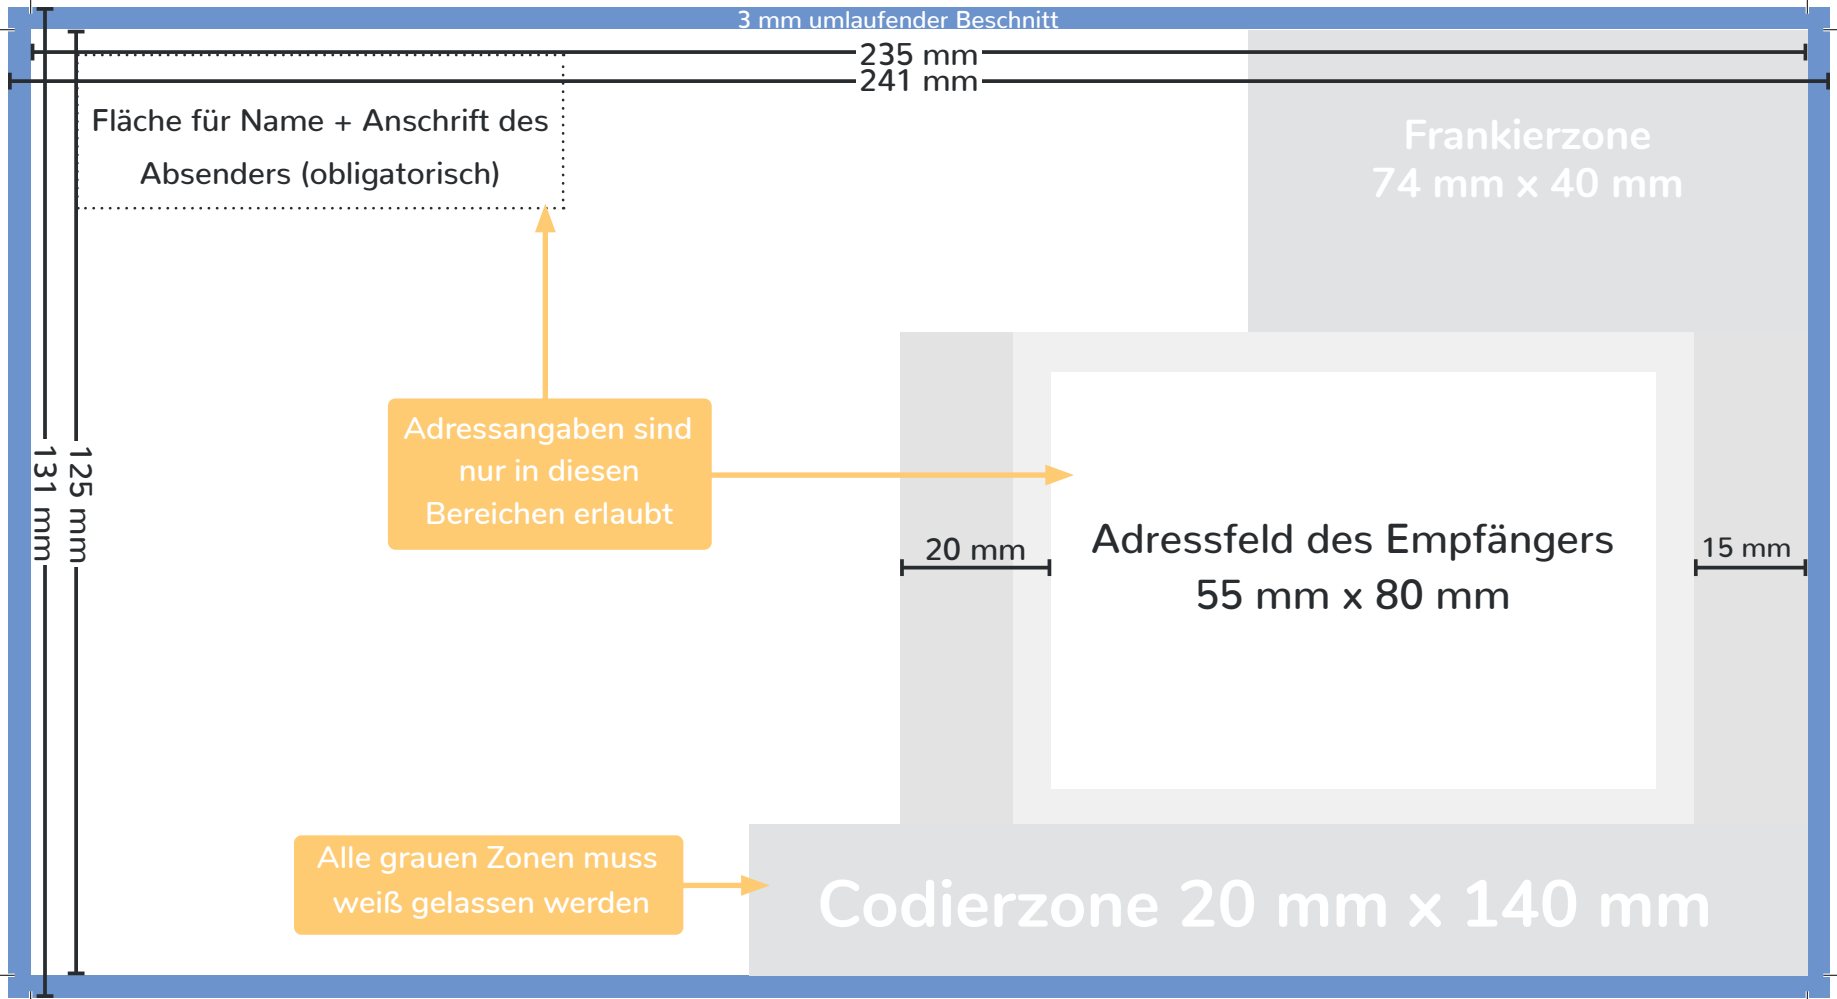 3 mm umlaufender Beschnitt
235 mm
241 mm
Fläche für Name + Anschrift des
Absenders (obligatorisch)
Frankierzone
74 mm x 40 mm
Adressangaben sind
nur in diesen
Bereichen erlaubt
131 mm
125 mm
20 mm
Adressfeld des Empfängers
55 mm x 80 mm
15 mm
Alle grauen Zonen muss
weiß gelassen werden
Codierzone 20 mm x 140 mm